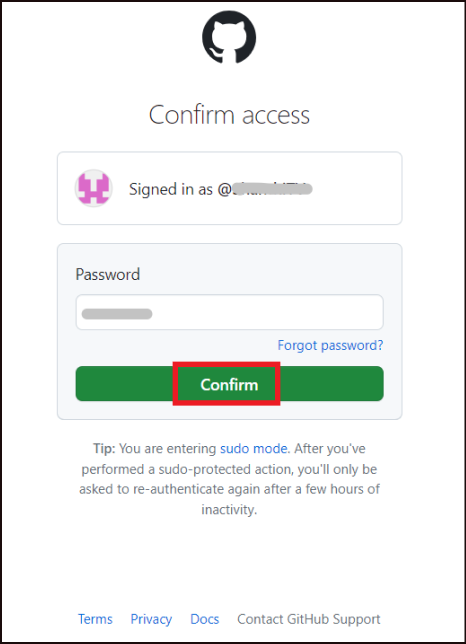 Confirm access
Signed in as @
Password
Forgot password?
Confirm
Tip: You are entering sudo mode. After you've
performed a sudo-protected action, you'll only be
asked to re-authenticate again after a few hours of
inactivity.
Terms Privacy Docs Contact GitHub Support